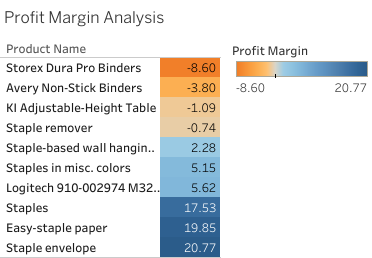 Profit Margin Analysis
Product Name
Storex Dura Pro Binders -8.60
Avery Non-Stick Binders -3.80
KI Adjustable-Height Table -1.09
Staple remover -0.74
Staple-based wall hangin.. 2.28
Staples in misc. colors 5.15
Logitech 910-002974 M32.. 5.62
Staples 17.53
Easy-staple paper 19.85
Staple envelope 20.77
Profit Margin
-8.60 20.77